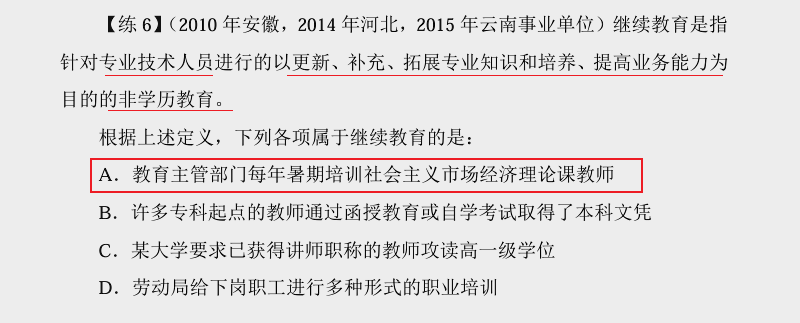 【练 6】（2010 年安徽，2014 年河北，2015 年云南事业单位）继续教育是指
针对专业技术人员进行的以更新、补充、拓展专业知识和培养、提高业务能力为
目的的非学历教育。
根据上述定义，下列各项属于继续教育的是：
A．教育主管部门每年暑期培训社会主义市场经济理论课教师
B．许多专科起点的教师通过函授教育或自学考试取得了本科文凭
C．某大学要求已获得讲师职称的教师攻读高一级学位
D．劳动局给下岗职工进行多种形式的职业培训